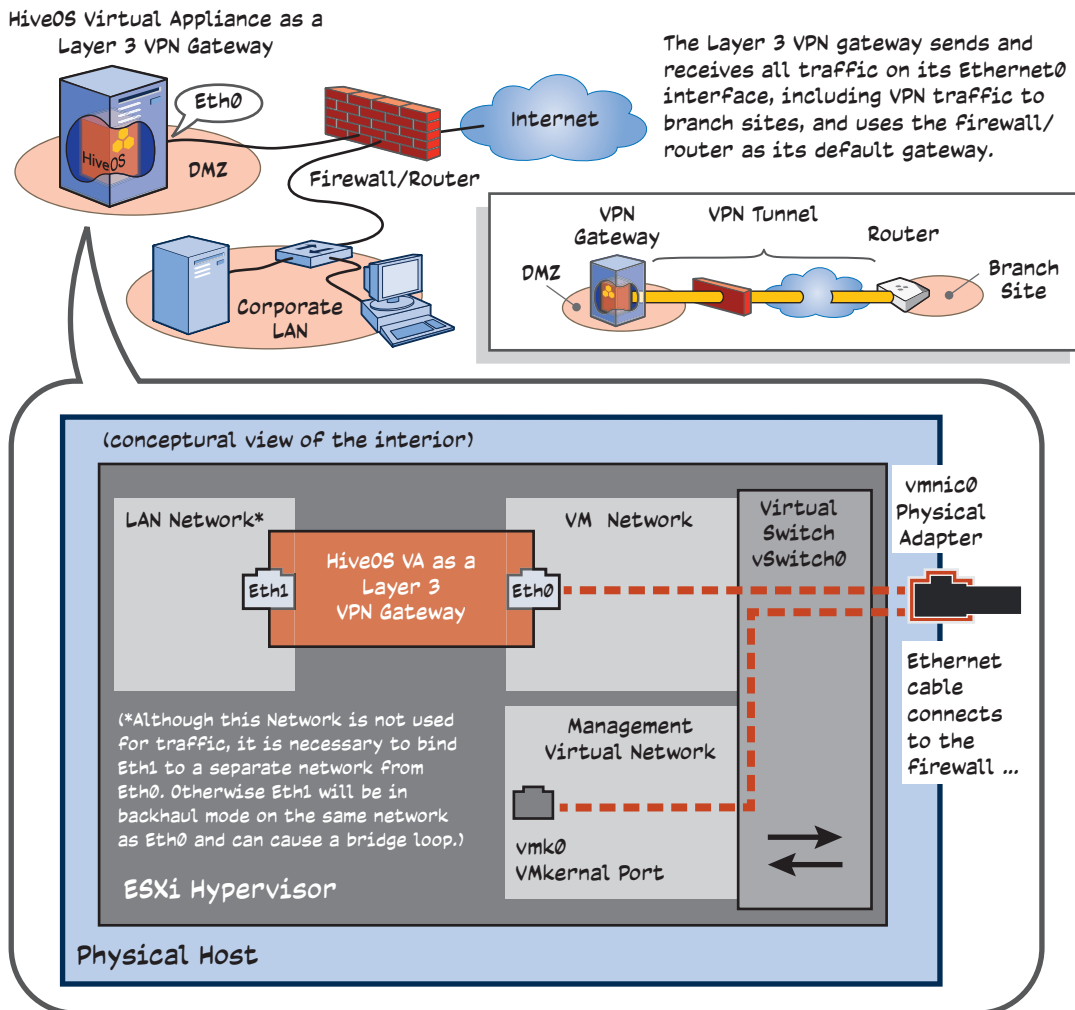 HiveOS Virtual Appliance as a
Layer 3 VPN Gateway
Eth0
HiveOS
DMZ
Firewall/Router
Internet
Corporate
LAN
The Layer 3 VPN gateway sends and
receives all traffic on its Ethernet0
interface, including VPN traffic to
branch sites, and uses the firewall/
router as its default gateway.
VPN
Gateway
VPN Tunnel
Router
DMZ
Branch
Site
(conceptural view of the interior)
LAN Network*
Eth1
HiveOS VA as a
Layer 3
VPN Gateway
Eth0
VM Network
Virtual
Switch
vSwitch0
vmnic0
Physical
Adapter
Ethernet
cable
connects
to the
firewall ...
(*Although this Network is not used
for traffic, it is necessary to bind
Eth1 to a separate network from
Eth0. Otherwise Eth1 will be in
backhaul mode on the same network
as Eth0 and can cause a bridge loop.)
Management
Virtual Network
vmk0
VMkernal Port
ESXi Hypervisor
Physical Host